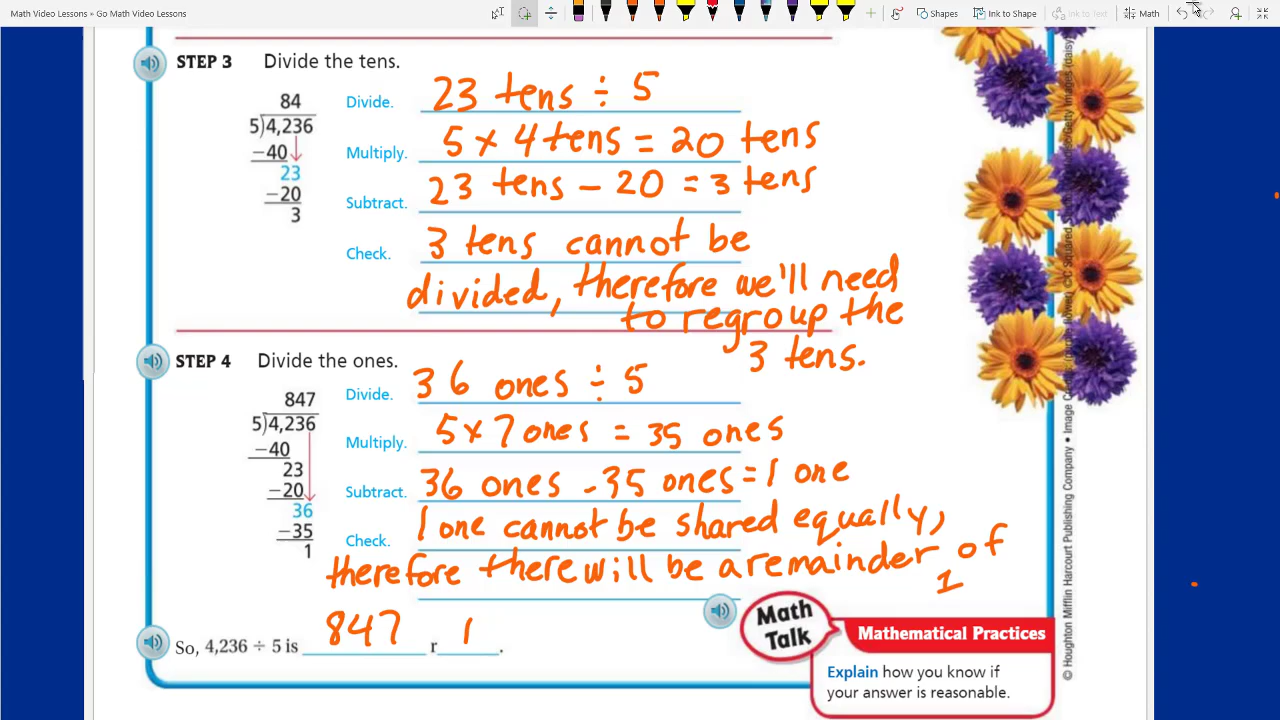 Math Video Lessons » Go Math Video Lessons
Shapes
Ink to Shape
Ink to Text
Math
STEP 3 Divide the tens.
84
5)4,236
−40
23
−20
3
Divide. 23 tens ÷ 5
Multiply. 5 × 4 tens = 20 tens
Subtract. 23 tens − 20 = 3 tens
Check. 3 tens cannot be
divided, therefore we'll need
to regroup the
3 tens.
STEP 4 Divide the ones.
847
5)4,236
−40
23
−20
36
−35
1
Divide. 36 ones ÷ 5
Multiply. 5 × 7 ones = 35 ones
Subtract. 36 ones - 35 ones = 1 one
Check. 1 one cannot be shared equally,
therefore there will be a remainder of
1
So, 4,236 ÷ 5 is 847 r 1.
Math
Talk
Mathematical Practices
Explain how you know if
your answer is reasonable.
© Houghton Mifflin Harcourt Publishing Company • Image